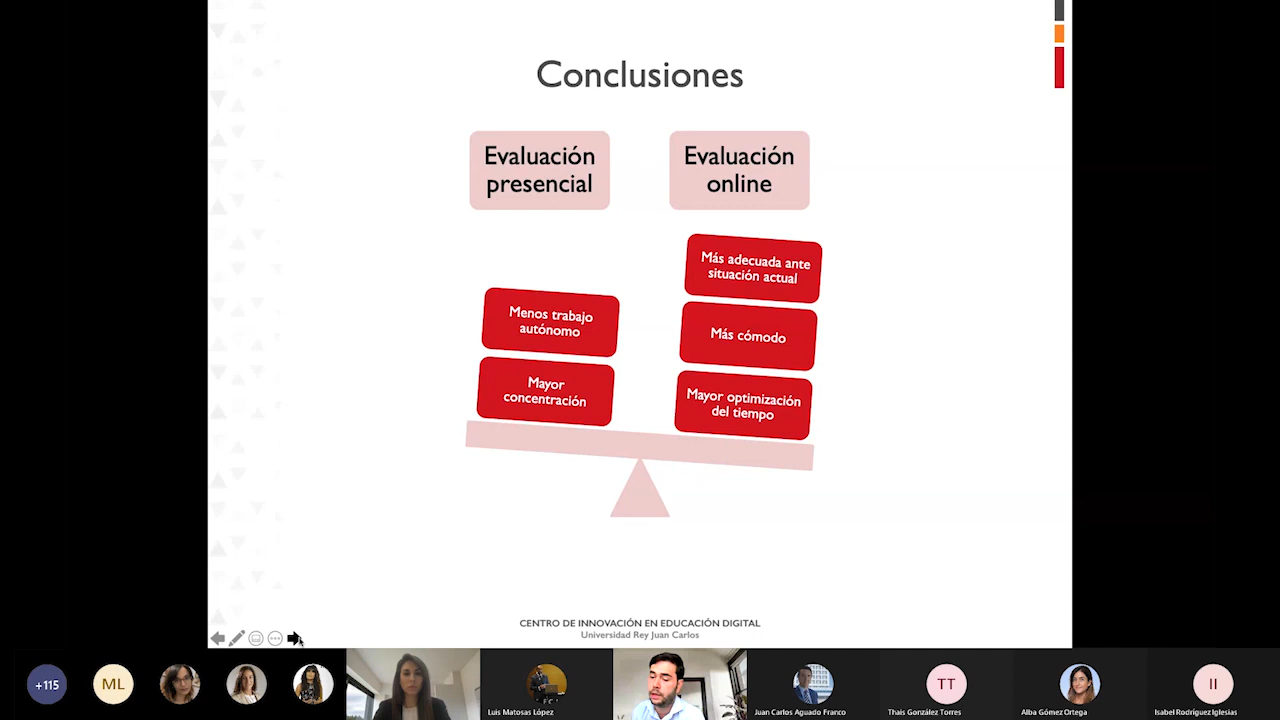 Conclusiones
Evaluación
presencial
Evaluación
online
Menos trabajo
autónomo
Mayor
concentración
Más adecuada ante
situación actual
Más cómodo
Mayor optimización
del tiempo
CENTRO DE INNOVACIÓN EN EDUCACIÓN DIGITAL
Universidad Rey Juan Carlos
+115
ML
Luis Matosas López
Juan Carlos Aguado Franco
TT
Thais González Torres
Alba Gómez Ortega
II
Isabel Rodríguez Iglesias